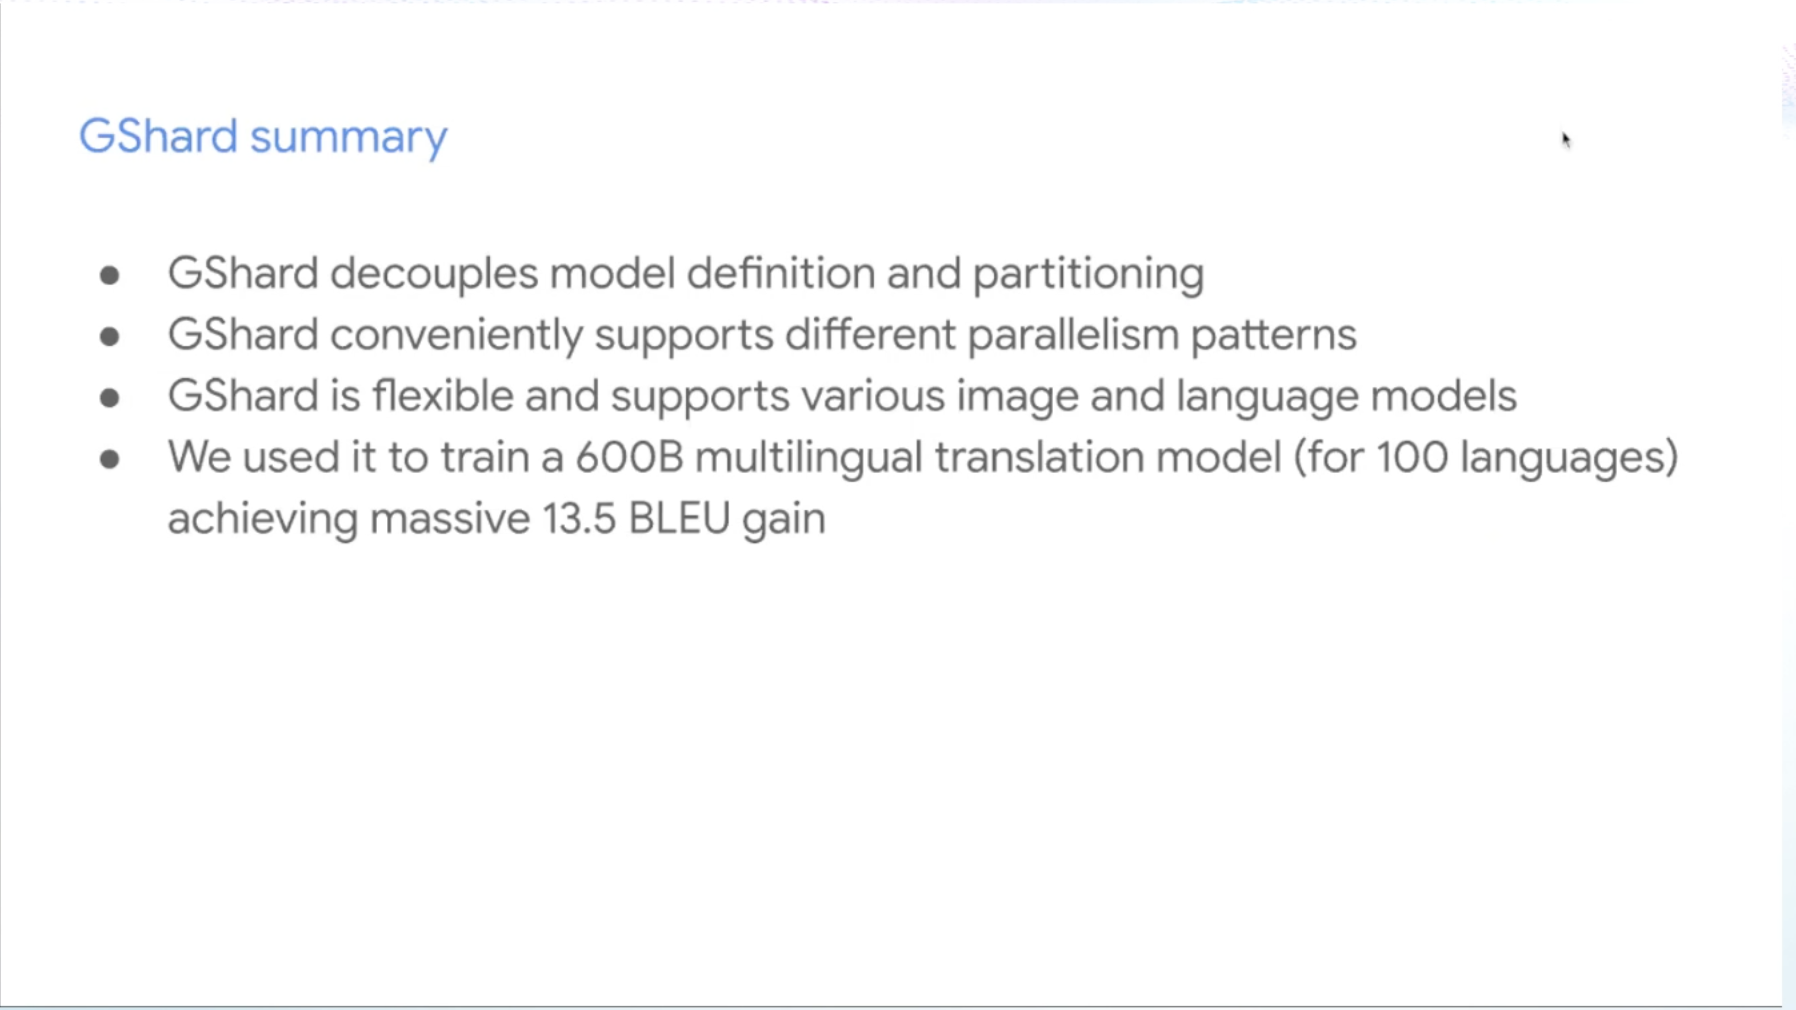 GShard summary
● GShard decouples model definition and partitioning
● GShard conveniently supports different parallelism patterns
● GShard is flexible and supports various image and language models
● We used it to train a 600B multilingual translation model (for 100 languages)
achieving massive 13.5 BLEU gain